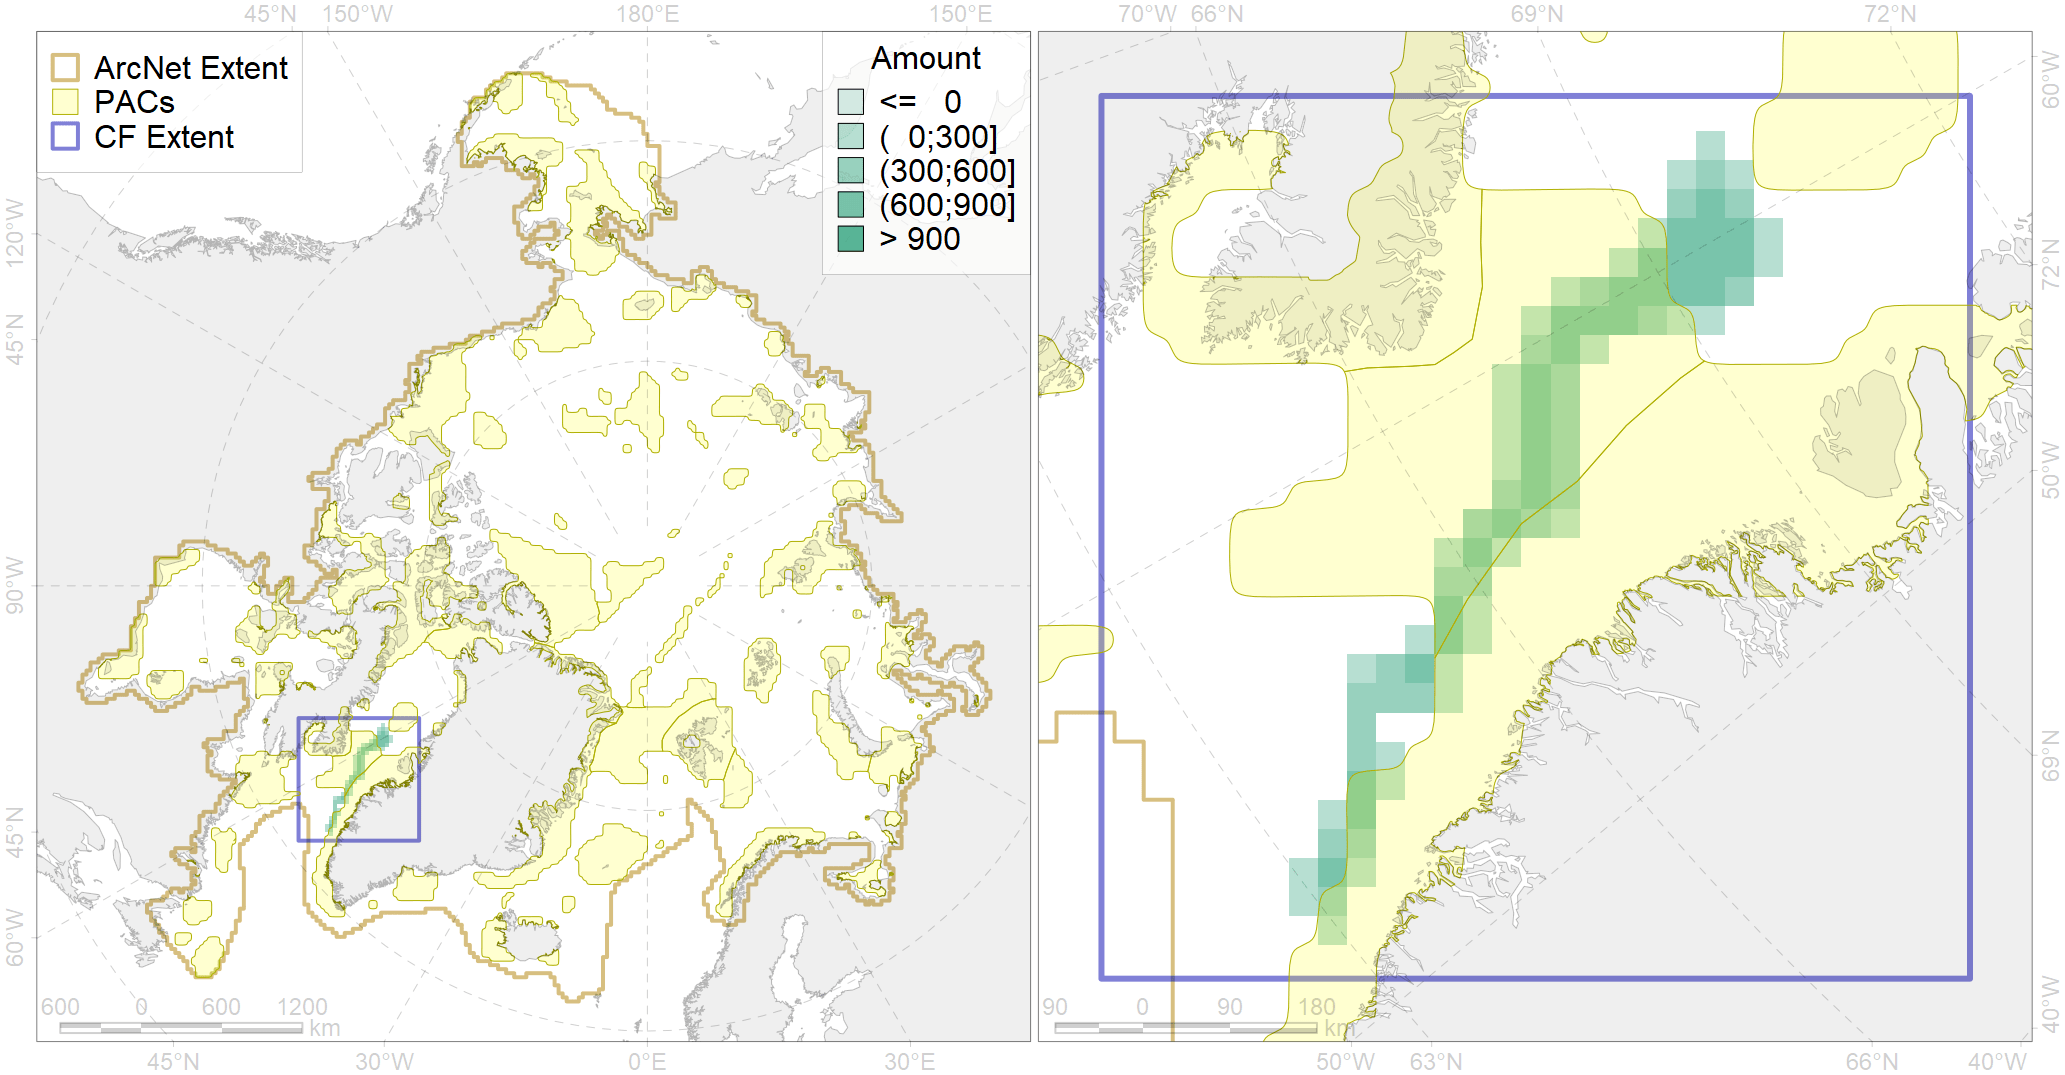 45°N 150°W 180°E 150°E 70°W 66°N 69°N 72°N
ArcNet Extent
PACs
CF Extent
Amount
<= 0
( 0;300]
(300;600]
(600;900]
> 900
120°W
45°N
90°W
45°N
60°W
60°W
72°N
50°W
69°N
40°W
600 0 600 1200
km
90 0 90 180
km
45°N 30°W 0°E 30°E 50°W 63°N 66°N 40°W